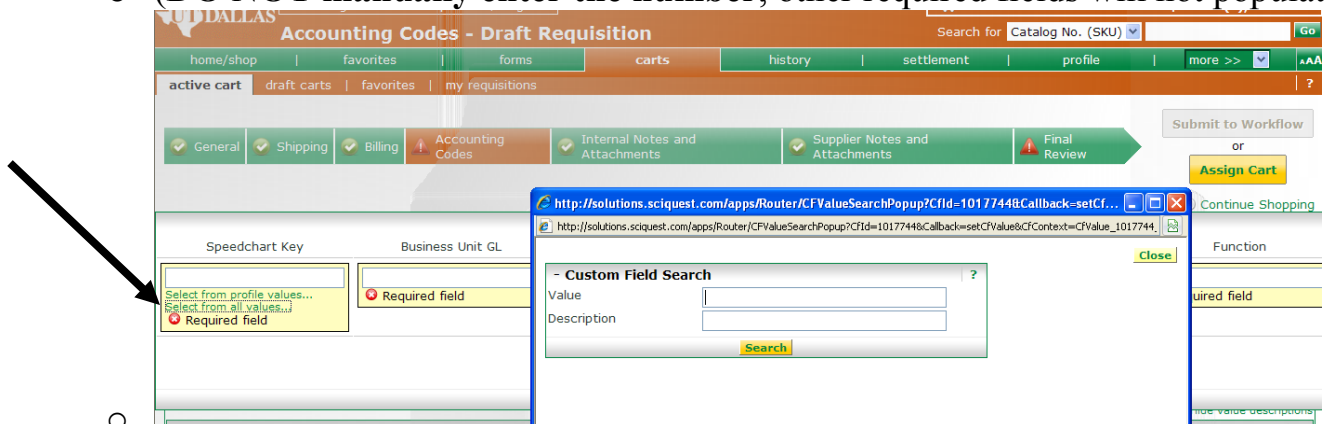 (DO NOT manually enter the number, other required fields will not populat
UT DALLAS
Accounting Codes - Draft Requisition
Search for Catalog No. (SKU) Go
home/shop | favorites | forms carts history | settlement | profile | more >> AAA
active cart draft carts | favorites | my requisitions ?
Submit to Workflow
General Shipping Billing Accounting Codes Internal Notes and Attachments Supplier Notes and Attachments Final Review
or
Assign Cart
http://solutions.sciquest.com/apps/Router/CFValueSearchPopup?CfId=1017744&Callback=setCf...
Continue Shopping
http://solutions.sciquest.com/apps/Router/CFValueSearchPopup?CfId=1017744&Callback=setCfValue&CfContext=CfValue_1017744_
Speedchart Key Business Unit GL Function
Close
- Custom Field Search ?
Select from profile values...
Value
Required field
uired field
Select from all values...
Required field
Description
Search
hide value descriptions